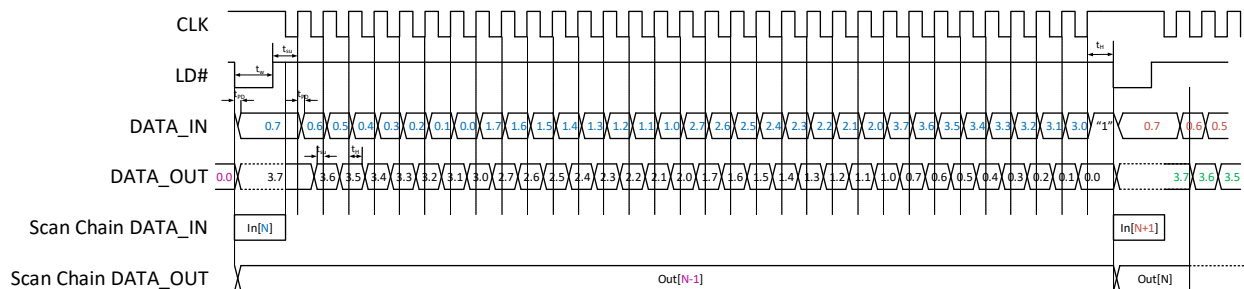 CLK
t_su t_H
t_w
LD#
t_PD t_PD
DATA_IN 0.7 0.6 0.5 0.4 0.3 0.2 0.1 0.0 1.7 1.6 1.5 1.4 1.3 1.2 1.1 1.0 2.7 2.6 2.5 2.4 2.3 2.2 2.1 2.0 3.7 3.6 3.5 3.4 3.3 3.2 3.1 3.0 “1” 0.7 0.6 0.5
t_su t_H
DATA_OUT 0.0 3.7 3.6 3.5 3.4 3.3 3.2 3.1 3.0 2.7 2.6 2.5 2.4 2.3 2.2 2.1 2.0 1.7 1.6 1.5 1.4 1.3 1.2 1.1 1.0 0.7 0.6 0.5 0.4 0.3 0.2 0.1 0.0 3.7 3.6 3.5
Scan Chain DATA_IN In[N] In[N+1]
Scan Chain DATA_OUT Out[N-1] Out[N]